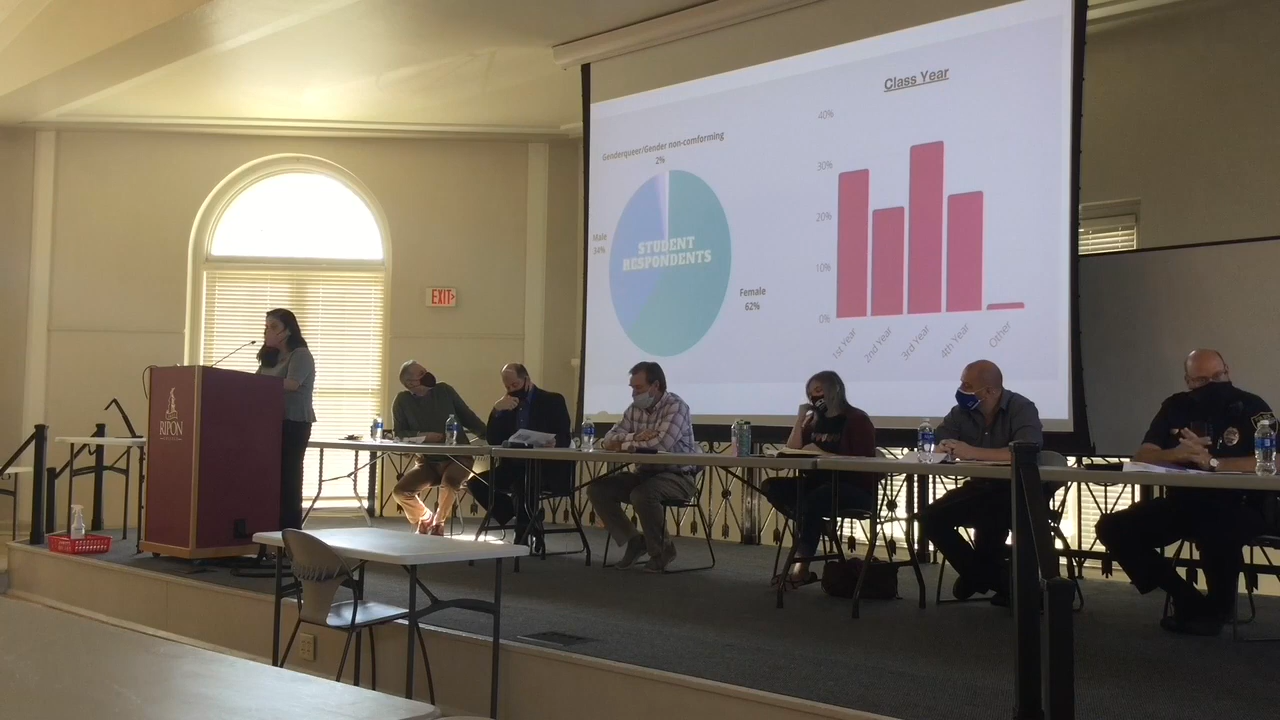 Class Year
Genderqueer/Gender non-comforming
2%
Male
34%
STUDENT
RESPONDENTS
Female
62%
40%
30%
20%
10%
0%
1st Year
2nd Year
3rd Year
4th Year
Other
EXIT
RIPON